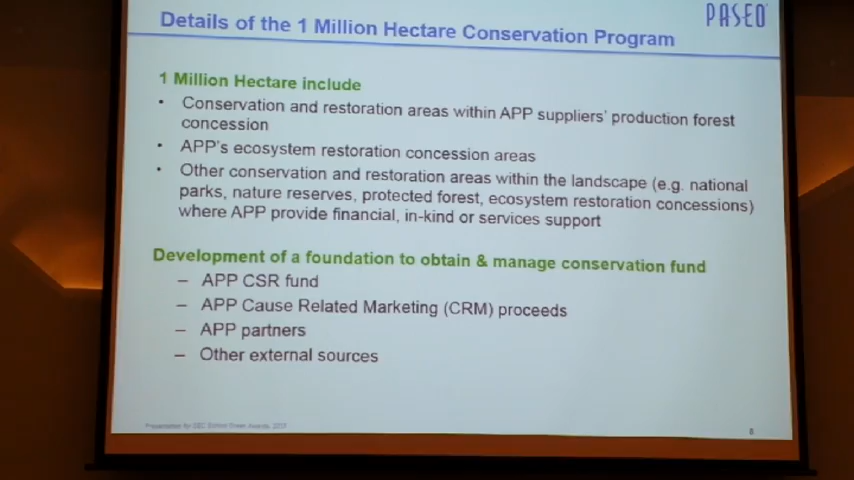 PASEO
Details of the 1 Million Hectare Conservation Program
1 Million Hectare include
• Conservation and restoration areas within APP suppliers' production forest
concession
• APP's ecosystem restoration concession areas
• Other conservation and restoration areas within the landscape (e.g. national
parks, nature reserves, protected forest, ecosystem restoration concessions)
where APP provide financial, in-kind or services support
Development of a foundation to obtain & manage conservation fund
– APP CSR fund
– APP Cause Related Marketing (CRM) proceeds
– APP partners
– Other external sources
Presentation for
8